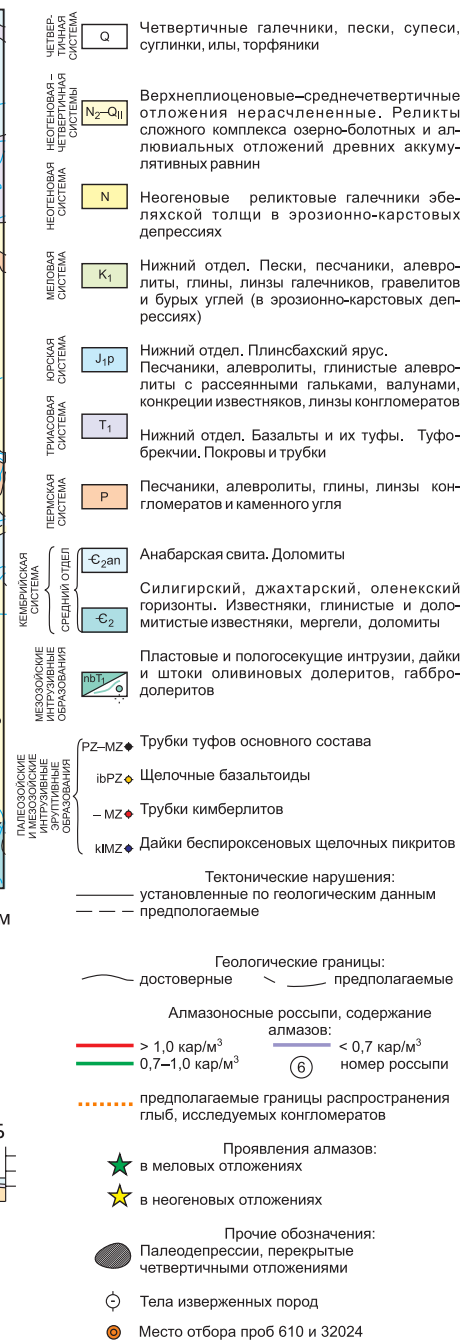 ЧЕТВЕР-
ТИЧНАЯ
СИСТЕМА
Q
Четвертичные галечники, пески, супеси,
суглинки, илы, торфяники
НЕОГЕНОВАЯ –
ЧЕТВЕРТИЧНАЯ
СИСТЕМЫ
N₂–QII
Верхнеплиоценовые–среднечетвертичные
отложения нерасчлененные. Реликты
сложного комплекса озерно-болотных и ал-
лювиальных отложений древних аккуму-
лятивных равнин
НЕОГЕНОВАЯ
СИСТЕМА
N
Неогеновые реликтовые галечники эбе-
ляхской толщи в эрозионно-карстовых
депрессиях
МЕЛОВАЯ
СИСТЕМА
K₁
Нижний отдел. Пески, песчаники, алевро-
литы, глины, линзы галечников, гравелитов
и бурых углей (в эрозионно-карстовых деп-
рессиях)
ЮРСКАЯ
СИСТЕМА
J₁p
Нижний отдел. Плинсбахский ярус.
Песчаники, алевролиты, глинистые алевро-
литы с рассеянными гальками, валунами,
конкреции известняков, линзы конгломератов
ТРИАСОВАЯ
СИСТЕМА
T₁
Нижний отдел. Базальты и их туфы. Туфо-
брекчии. Покровы и трубки
ПЕРМСКАЯ
СИСТЕМА
P
Песчаники, алевролиты, глины, линзы кон-
гломератов и каменного угля
КЕМБРИЙСКАЯ
СИСТЕМА
СРЕДНИЙ ОТДЕЛ
Є₂an
Анабарская свита. Доломиты
Є₂
Силигирский, джахтарский, оленекский
горизонты. Известняки, глинистые и доло-
митистые известняки, мергели, доломиты
МЕЗОЗОЙСКИЕ
ИНТРУЗИВНЫЕ
ОБРАЗОВАНИЯ
nbT₁
Пластовые и пологосекущие интрузии, дайки
и штоки оливиновых долеритов, габбро-
долеритов
ПАЛЕОЗОЙСКИЕ
И МЕЗОЗОЙСКИЕ
ИНТРУЗИВНЫЕ
ЭРУПТИВНЫЕ
ОБРАЗОВАНИЯ
PZ–MZ Трубки туфов основного состава
ibPZ Щелочные базальтоиды
– MZ Трубки кимберлитов
kIMZ Дайки беспироксеновых щелочных пикритов
Тектонические нарушения:
установленные по геологическим данным
предпологаемые
м
Геологические границы:
достоверные предпологаемые
Алмазоносные россыпи, содержание
алмазов:
> 1,0 кар/м³ < 0,7 кар/м³
0,7–1,0 кар/м³ 6 номер россыпи
предполагаемые границы распространения
глыб, исследуемых конгломератов
Проявления алмазов:
в меловых отложениях
в неогеновых отложениях
Прочие обозначения:
Палеодепрессии, перекрытые
четвертичными отложениями
Тела изверженных пород
Место отбора проб 610 и 32024